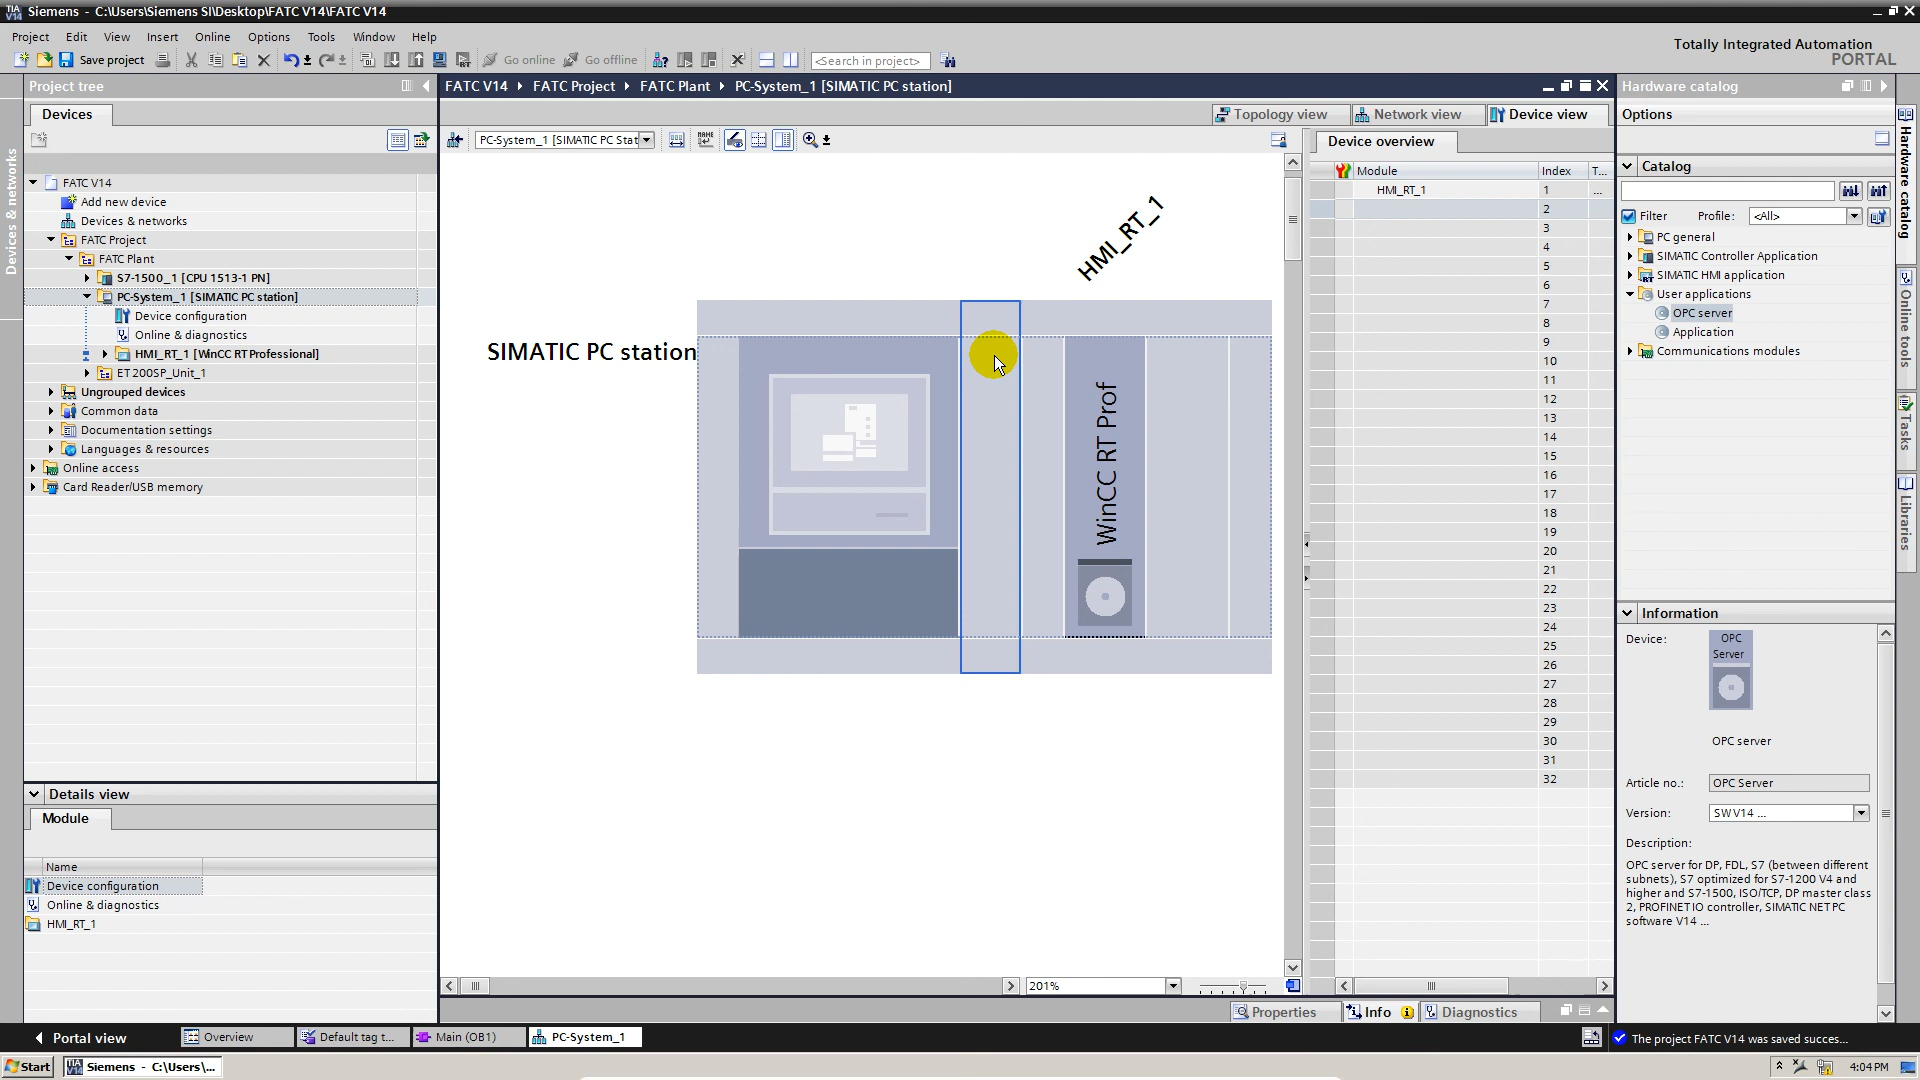 Siemens - C:\Users\Siemens SI\Desktop\FATC V14\FATC V14
Project Edit View Insert Online Options Tools Window Help
Totally Integrated Automation
PORTAL
Save project
Go online
Go offline
<Search in project>
Project tree
FATC V14 FATC Project FATC Plant PC-System_1 [SIMATIC PC station]
Hardware catalog
Devices
Topology view
Network view
Device view
Options
PC-System_1 [SIMATIC PC Stat
Device overview
Module Index T...
HMI_RT_1 1 ...
2
3
4
5
6
7
8
9
10
11
12
13
14
15
16
17
18
19
20
21
22
23
24
25
26
27
28
29
30
31
32
Devices & networks
FATC V14
Add new device
Devices & networks
FATC Project
FATC Plant
S7-1500_1 [CPU 1513-1 PN]
PC-System_1 [SIMATIC PC station]
Device configuration
Online & diagnostics
HMI_RT_1 [WinCC RT Professional]
ET 200SP_Unit_1
Ungrouped devices
Common data
Documentation settings
Languages & resources
Online access
Card Reader/USB memory
HMI_RT_1
SIMATIC PC station
WinCC RT Prof
201%
Catalog
Filter Profile: <All>
PC general
SIMATIC Controller Application
SIMATIC HMI application
User applications
OPC server
Application
Communications modules
Hardware catalog
Online tools
Tasks
Libraries
Information
Device:
OPC
Server
OPC server
Article no.: OPC Server
Version: SW V14 ...
Description:
OPC server for DP, FDL, S7 (between different
subnets), S7 optimized for S7-1200 V4 and
higher and S7-1500, ISO/TCP, DP master class
2, PROFINET IO controller, SIMATIC NET PC
software V14 ...
Details view
Module
Name
Device configuration
Online & diagnostics
HMI_RT_1
Properties
Info
Diagnostics
Portal view
Overview
Default tag t...
Main (OB1)
PC-System_1
The project FATC V14 was saved succes...
Start
Siemens - C:\Users\...
4:04 PM